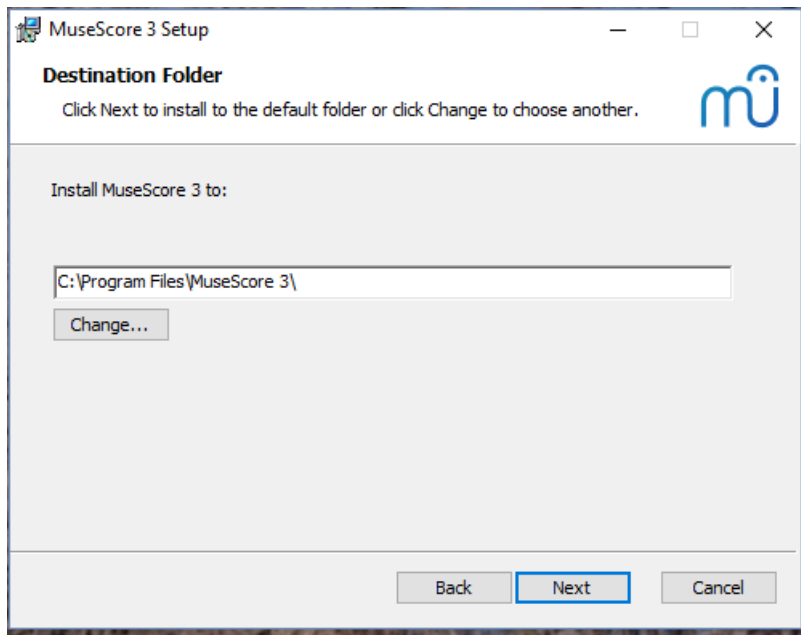 MuseScore 3 Setup
Destination Folder
Click Next to install to the default folder or click Change to choose another.
Install MuseScore 3 to:
C:\Program Files\MuseScore 3\
Change...
Back Next Cancel